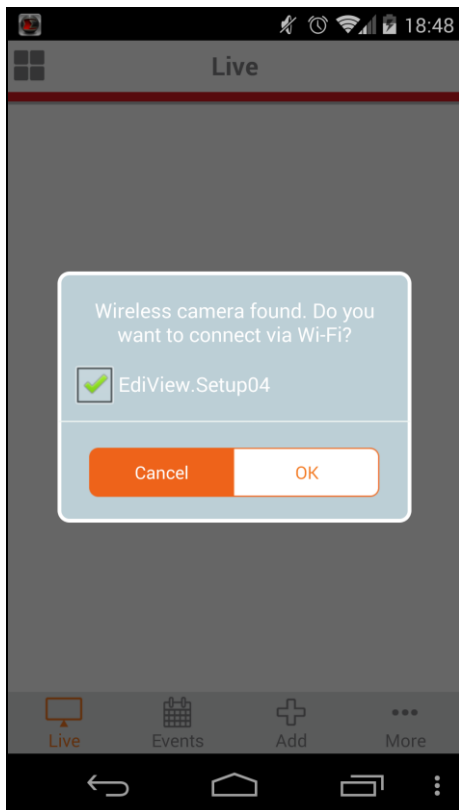 18:48
Live
Wireless camera found. Do you
want to connect via Wi-Fi?
EdiView.Setup04
Cancel OK
Live Events Add More